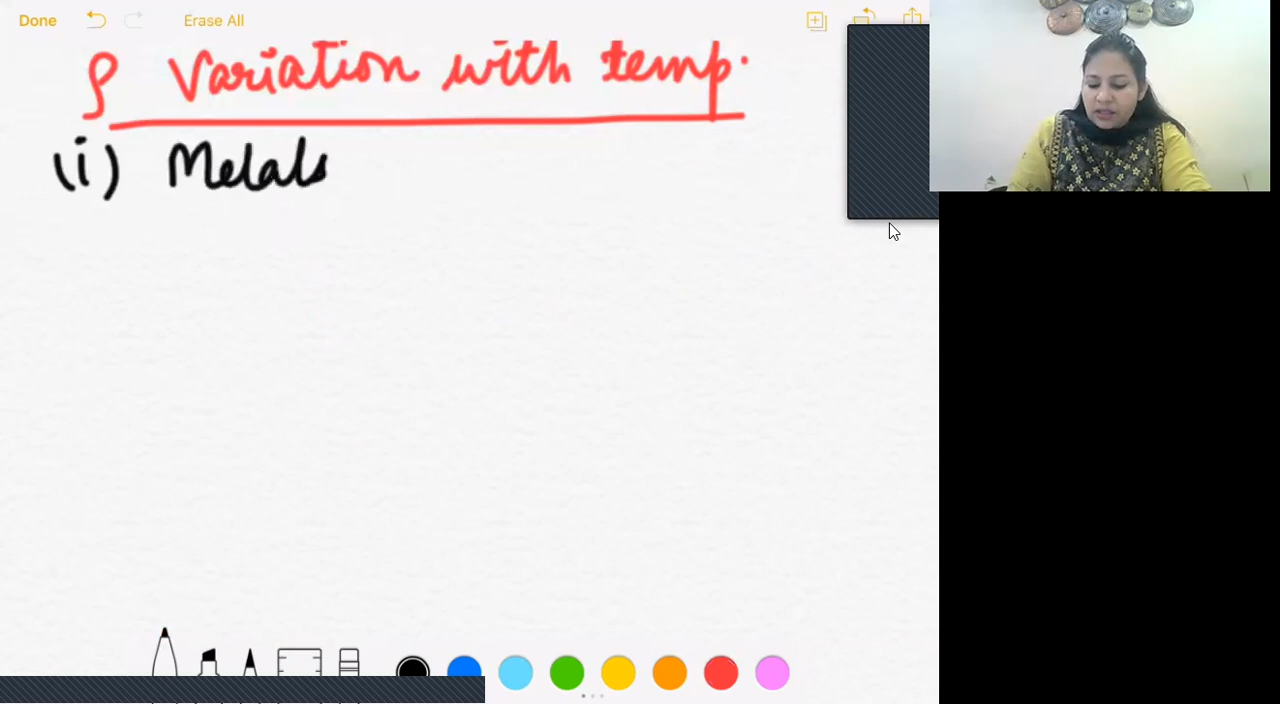 Done Erase All
ρ Variation with temp.
(i) Metals